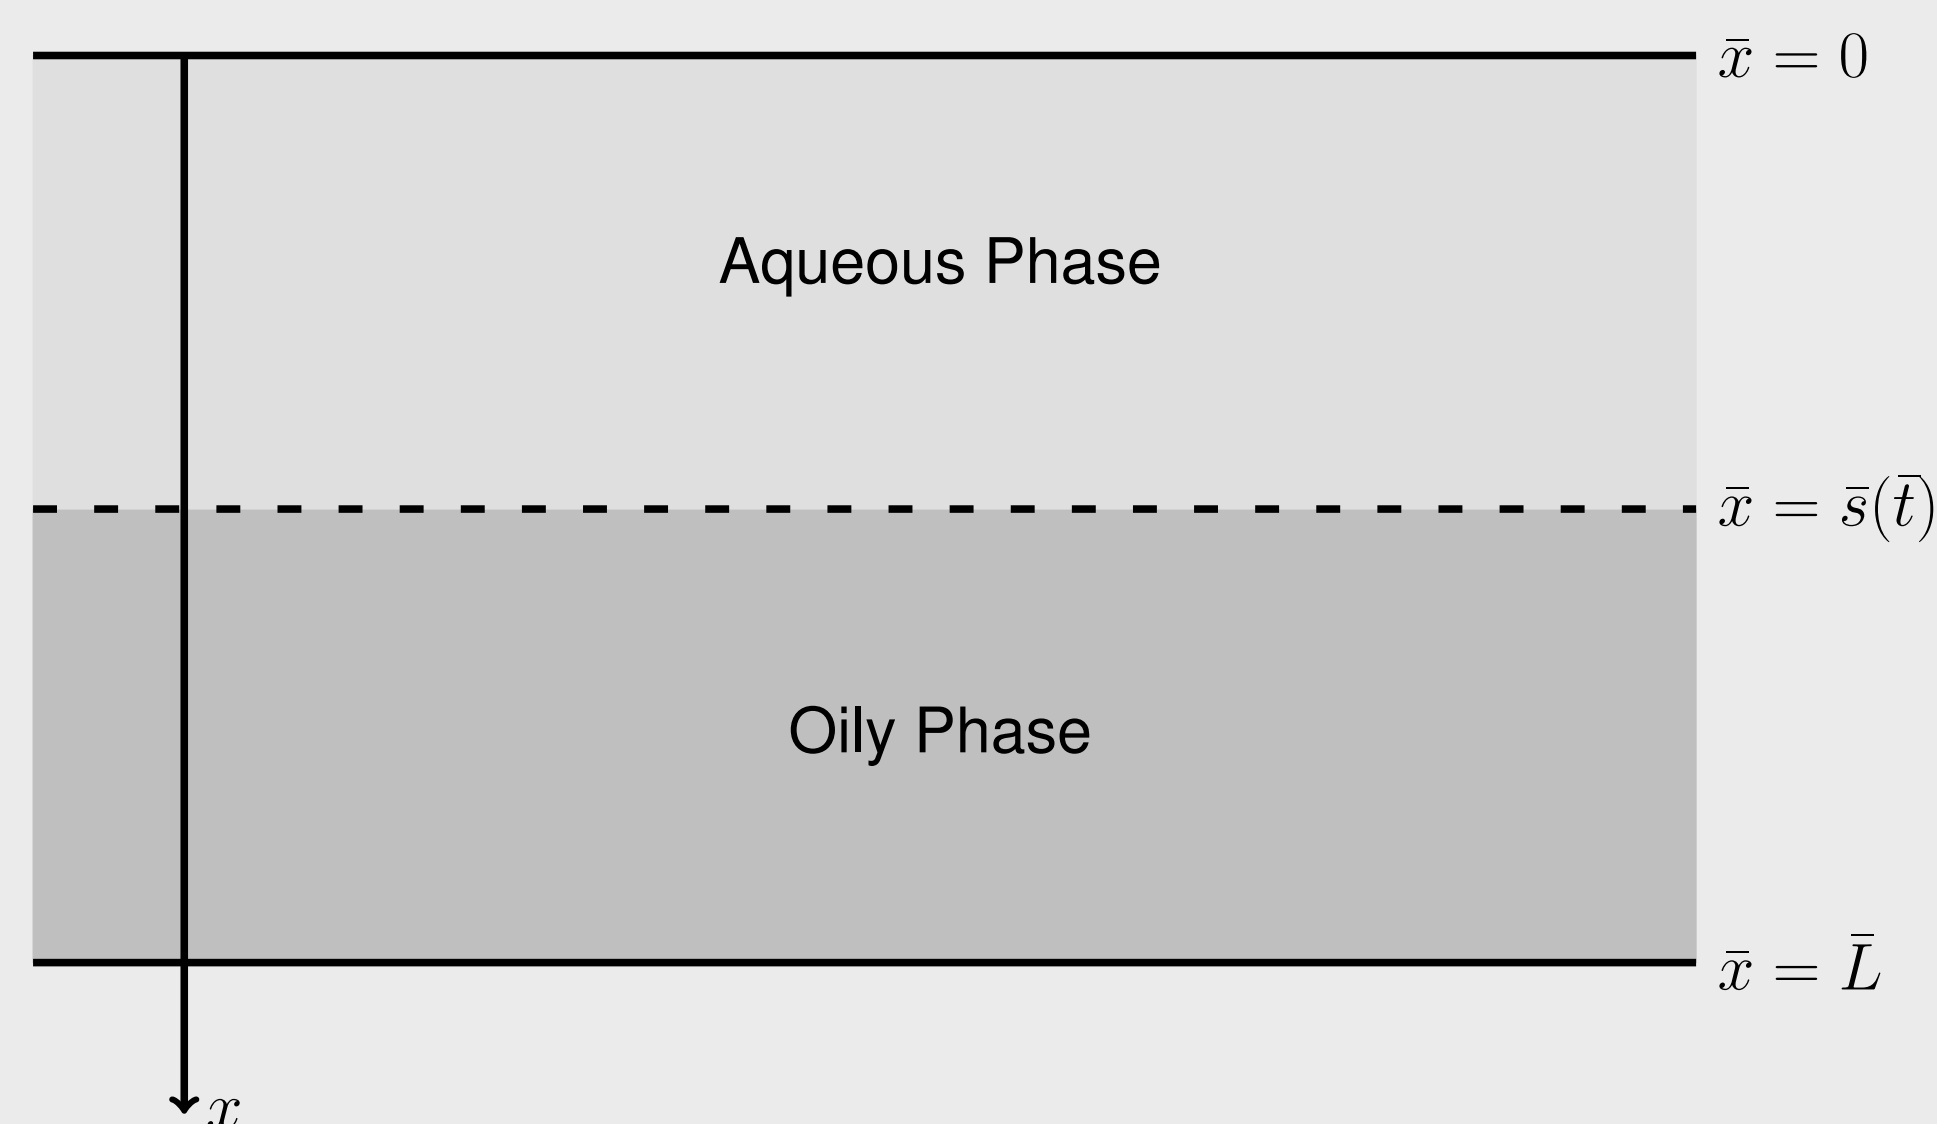 x̄ = 0
Aqueous Phase
x̄ = s̄(t̄)
Oily Phase
x̄ = L̄
x